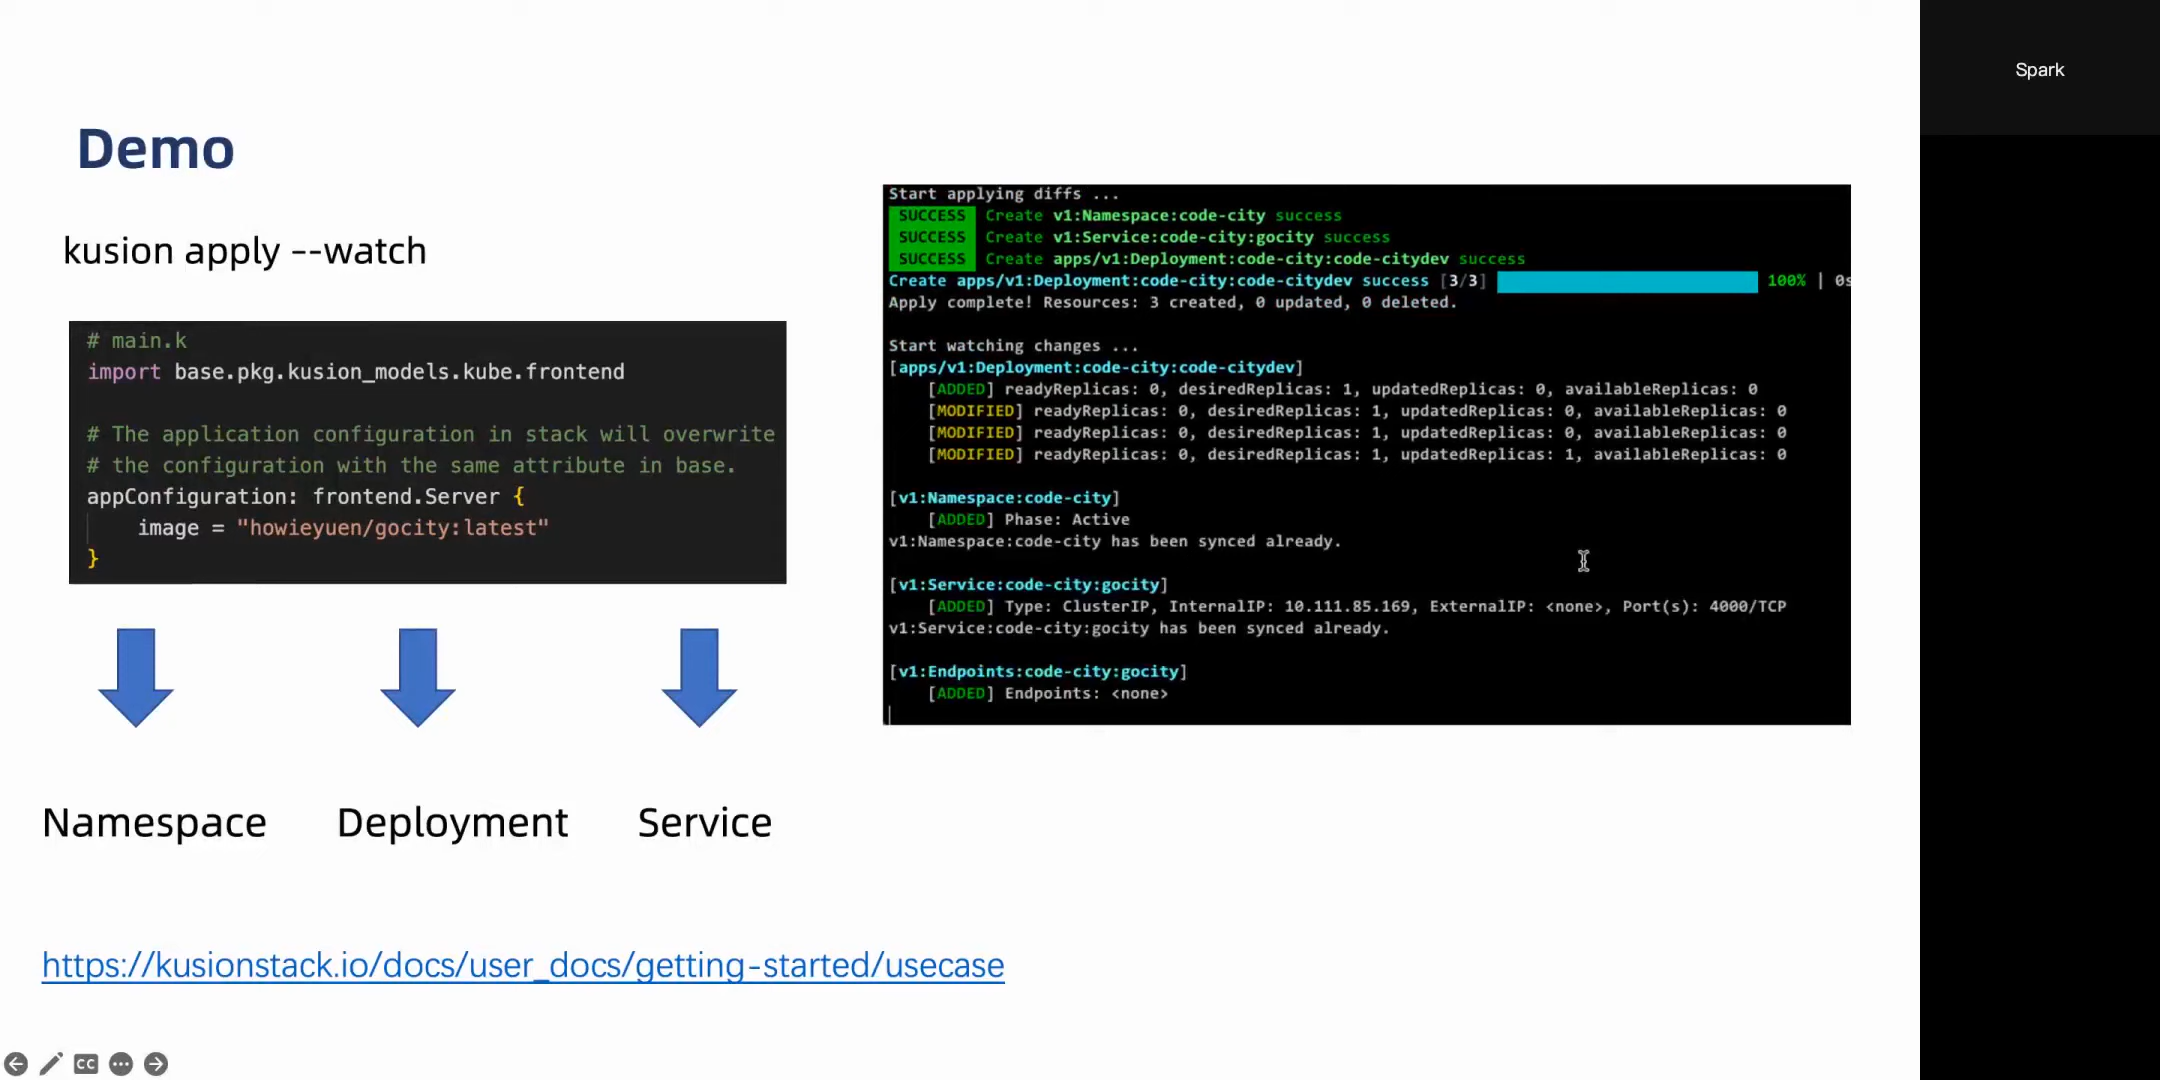 Spark
Demo
kusion apply --watch
# main.k
import base.pkg.kusion_models.kube.frontend
# The application configuration in stack will overwrite
# the configuration with the same attribute in base.
appConfiguration: frontend.Server {
    image = "howieyuen/gocity:latest"
}
Namespace
Deployment
Service
Start applying diffs ...
SUCCESS Create v1:Namespace:code-city success
SUCCESS Create v1:Service:code-city:gocity success
SUCCESS Create apps/v1:Deployment:code-city:code-citydev success
Create apps/v1:Deployment:code-city:code-citydev success [3/3] 100% | 0s
Apply complete! Resources: 3 created, 0 updated, 0 deleted.
Start watching changes ...
[apps/v1:Deployment:code-city:code-citydev]
    [ADDED] readyReplicas: 0, desiredReplicas: 1, updatedReplicas: 0, availableReplicas: 0
    [MODIFIED] readyReplicas: 0, desiredReplicas: 1, updatedReplicas: 0, availableReplicas: 0
    [MODIFIED] readyReplicas: 0, desiredReplicas: 1, updatedReplicas: 0, availableReplicas: 0
    [MODIFIED] readyReplicas: 0, desiredReplicas: 1, updatedReplicas: 1, availableReplicas: 0
[v1:Namespace:code-city]
    [ADDED] Phase: Active
v1:Namespace:code-city has been synced already.
[v1:Service:code-city:gocity]
    [ADDED] Type: ClusterIP, InternalIP: 10.111.85.169, ExternalIP: <none>, Port(s): 4000/TCP
v1:Service:code-city:gocity has been synced already.
[v1:Endpoints:code-city:gocity]
    [ADDED] Endpoints: <none>
https://kusionstack.io/docs/user_docs/getting-started/usecase
CC